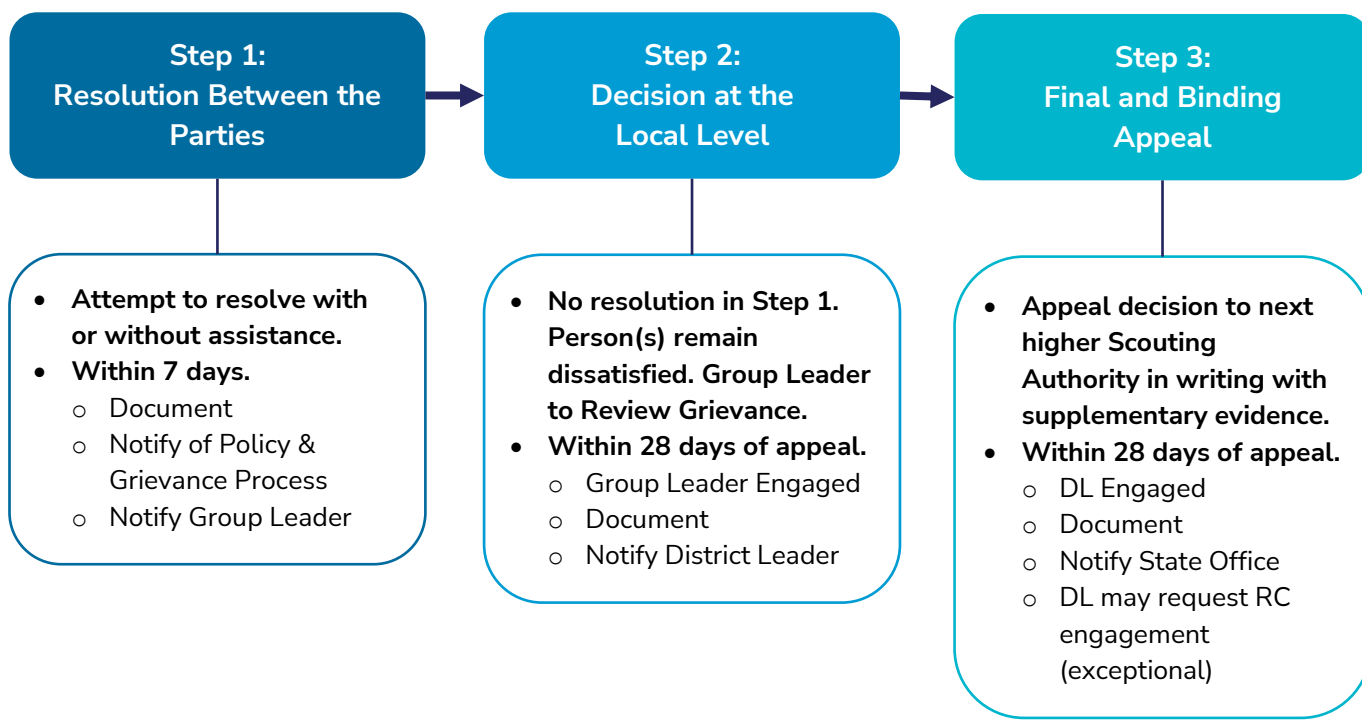 Step 1:
Resolution Between the
Parties
• Attempt to resolve with
or without assistance.
• Within 7 days.
o Document
o Notify of Policy &
Grievance Process
o Notify Group Leader
Step 2:
Decision at the
Local Level
• No resolution in Step 1.
Person(s) remain
dissatisfied. Group Leader
to Review Grievance.
• Within 28 days of appeal.
o Group Leader Engaged
o Document
o Notify District Leader
Step 3:
Final and Binding
Appeal
• Appeal decision to next
higher Scouting
Authority in writing with
supplementary evidence.
• Within 28 days of appeal.
o DL Engaged
o Document
o Notify State Office
o DL may request RC
engagement
(exceptional)